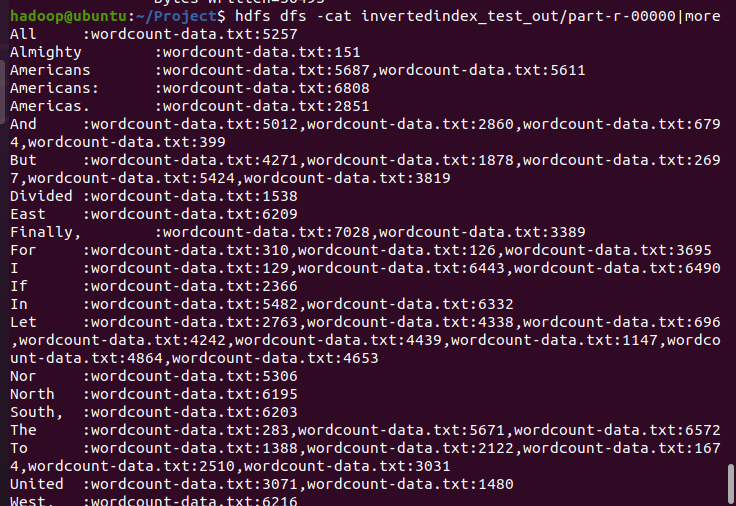 hadoop@ubuntu:~/Project$ hdfs dfs -cat invertedindex_test_out/part-r-00000|more
All     :wordcount-data.txt:5257
Almighty        :wordcount-data.txt:151
Americans       :wordcount-data.txt:5687,wordcount-data.txt:5611
Americans:      :wordcount-data.txt:6808
Americas.       :wordcount-data.txt:2851
And     :wordcount-data.txt:5012,wordcount-data.txt:2860,wordcount-data.txt:679
4,wordcount-data.txt:399
But     :wordcount-data.txt:4271,wordcount-data.txt:1878,wordcount-data.txt:269
7,wordcount-data.txt:5424,wordcount-data.txt:3819
Divided :wordcount-data.txt:1538
East    :wordcount-data.txt:6209
Finally,        :wordcount-data.txt:7028,wordcount-data.txt:3389
For     :wordcount-data.txt:310,wordcount-data.txt:126,wordcount-data.txt:3695
I       :wordcount-data.txt:129,wordcount-data.txt:6443,wordcount-data.txt:6490
If      :wordcount-data.txt:2366
In      :wordcount-data.txt:5482,wordcount-data.txt:6332
Let     :wordcount-data.txt:2763,wordcount-data.txt:4338,wordcount-data.txt:696
,wordcount-data.txt:4242,wordcount-data.txt:4439,wordcount-data.txt:1147,wordco
unt-data.txt:4864,wordcount-data.txt:4653
Nor     :wordcount-data.txt:5306
North   :wordcount-data.txt:6195
South,  :wordcount-data.txt:6203
The     :wordcount-data.txt:283,wordcount-data.txt:5671,wordcount-data.txt:6572
To      :wordcount-data.txt:1388,wordcount-data.txt:2122,wordcount-data.txt:167
4,wordcount-data.txt:2510,wordcount-data.txt:3031
United  :wordcount-data.txt:3071,wordcount-data.txt:1480
West,   :wordcount-data.txt:6216